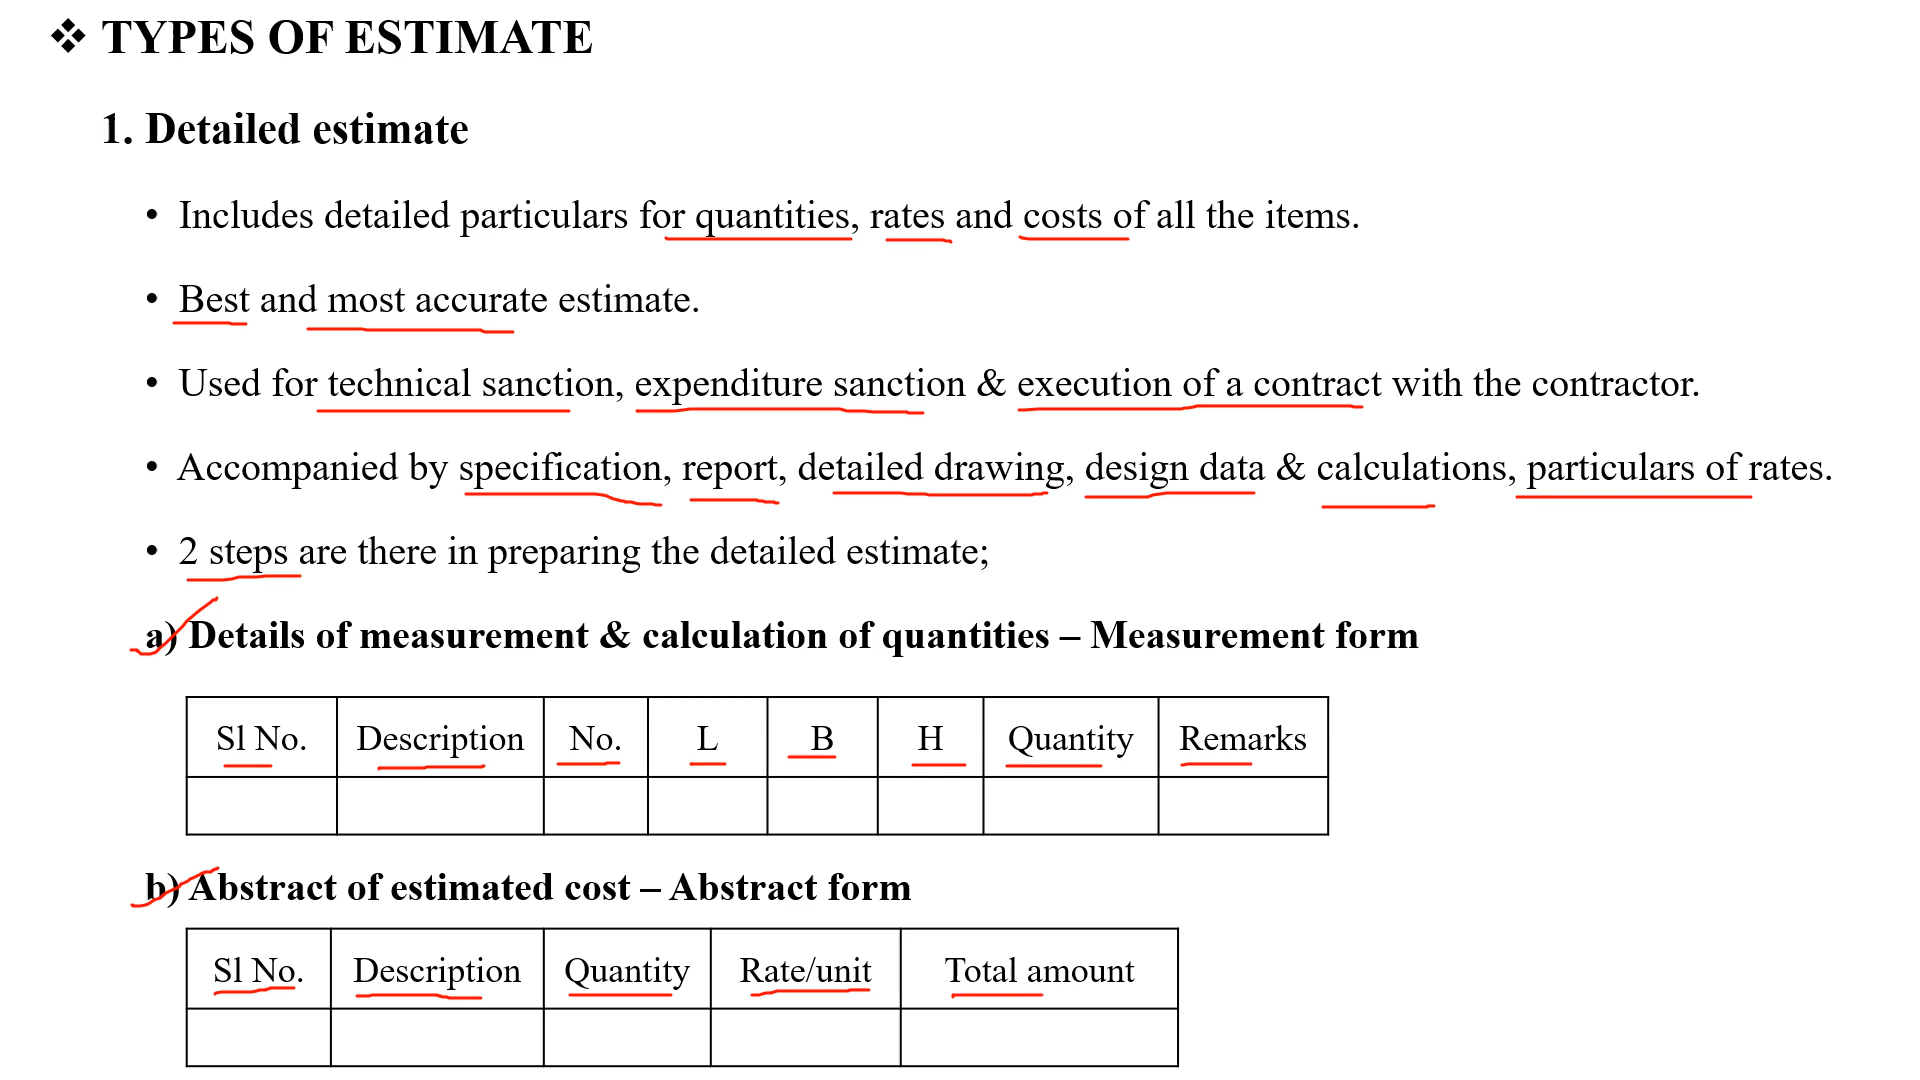 ❖ TYPES OF ESTIMATE
1. Detailed estimate
• Includes detailed particulars for quantities, rates and costs of all the items.
• Best and most accurate estimate.
• Used for technical sanction, expenditure sanction & execution of a contract with the contractor.
• Accompanied by specification, report, detailed drawing, design data & calculations, particulars of rates.
• 2 steps are there in preparing the detailed estimate;
a) Details of measurement & calculation of quantities – Measurement form
Sl No. Description No. L B H Quantity Remarks
b) Abstract of estimated cost – Abstract form
Sl No. Description Quantity Rate/unit Total amount